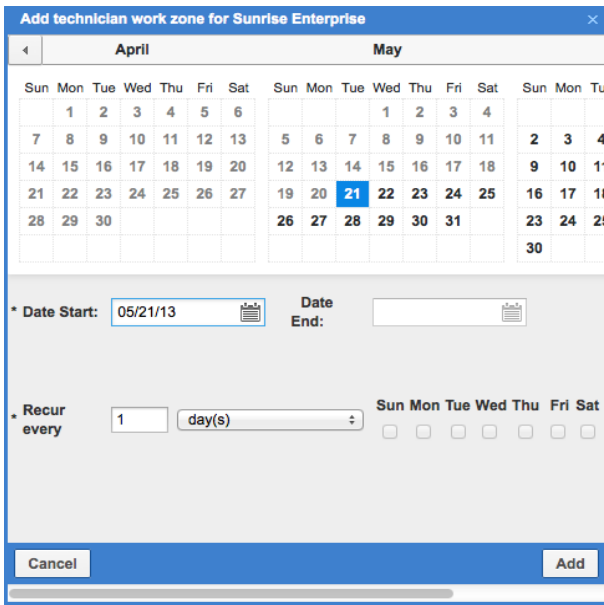 Add technician work zone for Sunrise Enterprise ×
April May
Sun Mon Tue Wed Thu Fri Sat Sun Mon Tue Wed Thu Fri Sat Sun Mon Tu
1 2 3 4 5 6 1 2 3 4
7 8 9 10 11 12 13 5 6 7 8 9 10 11 2 3 4
14 15 16 17 18 19 20 12 13 14 15 16 17 18 9 10 11
21 22 23 24 25 26 27 19 20 21 22 23 24 25 16 17 18
28 29 30 26 27 28 29 30 31 23 24 25
30
* Date Start: 05/21/13 Date
End:
Sun Mon Tue Wed Thu Fri Sat
* Recur
every 1 day(s)
Cancel Add